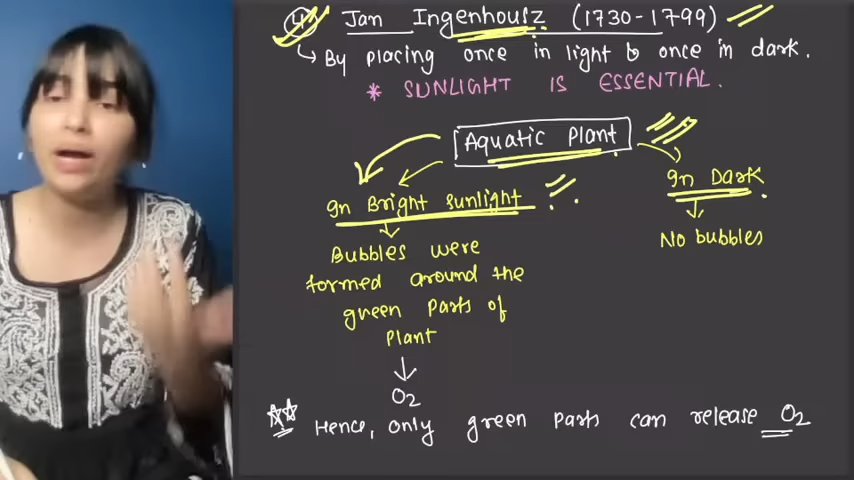 4 Jan Ingenhousz (1730-1799)
By placing once in light & once in dark.
* SUNLIGHT IS ESSENTIAL.
Aquatic Plant
In Bright sunlight
In Dark
Bubbles were
formed around the
green parts of
Plant
No bubbles
O2
Hence, only green parts can release O2